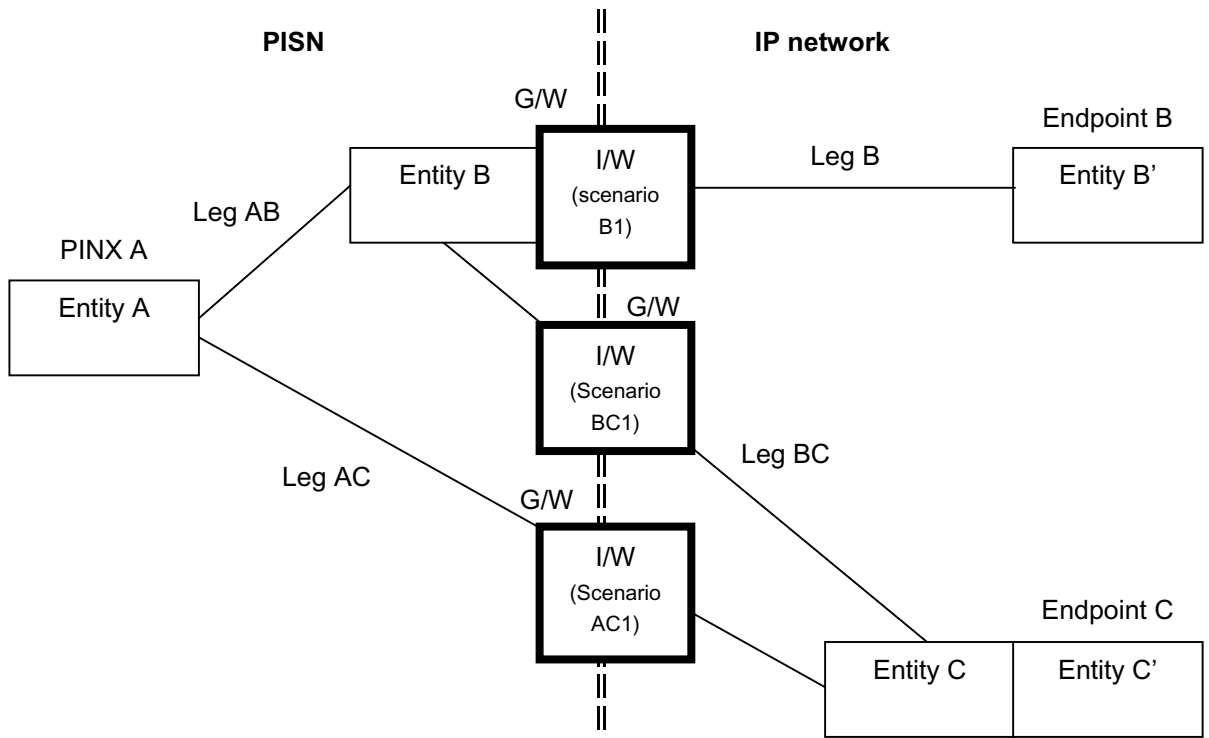 PISN
IP network
G/W
Endpoint B
I/W
(scenario
B1)
Entity B
Leg B
Entity B'
Leg AB
PINX A
Entity A
G/W
I/W
(Scenario
BC1)
Leg BC
Leg AC
G/W
I/W
(Scenario
AC1)
Endpoint C
Entity C
Entity C'